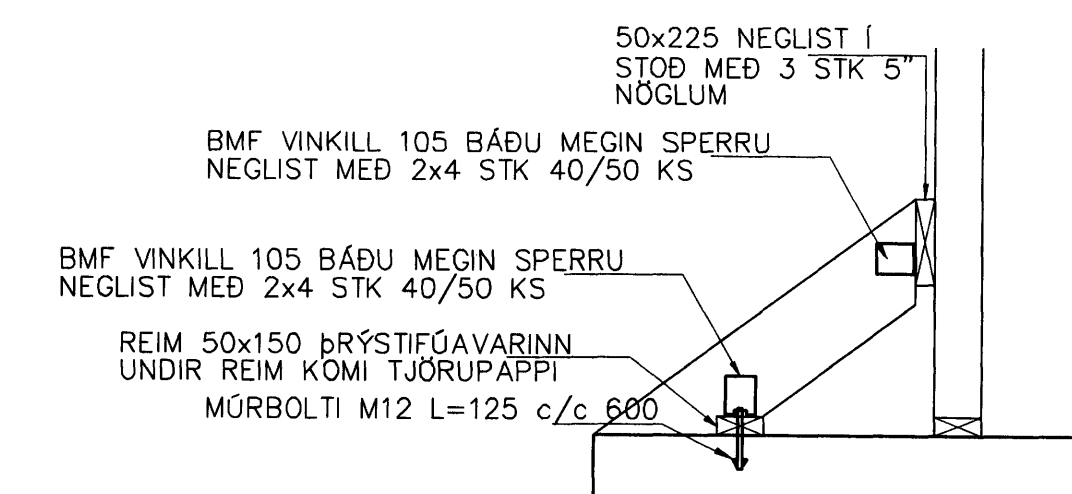 50x225 NEGLIST Í
STOÐ MEÐ 3 STK 5"
NÖGLUM
BMF VINKILL 105 BÁÐU MEGIN SPERRU
NEGLIST MEÐ 2x4 STK 40/50 KS
BMF VINKILL 105 BÁÐU MEGIN SPERRU
NEGLIST MEÐ 2x4 STK 40/50 KS
REIM 50x150 ÞRÝSTIFÚAVARINN
UNDIR REIM KOMI TJÖRUPAPPI
MÚRBOLTI M12 L=125 c/c 600